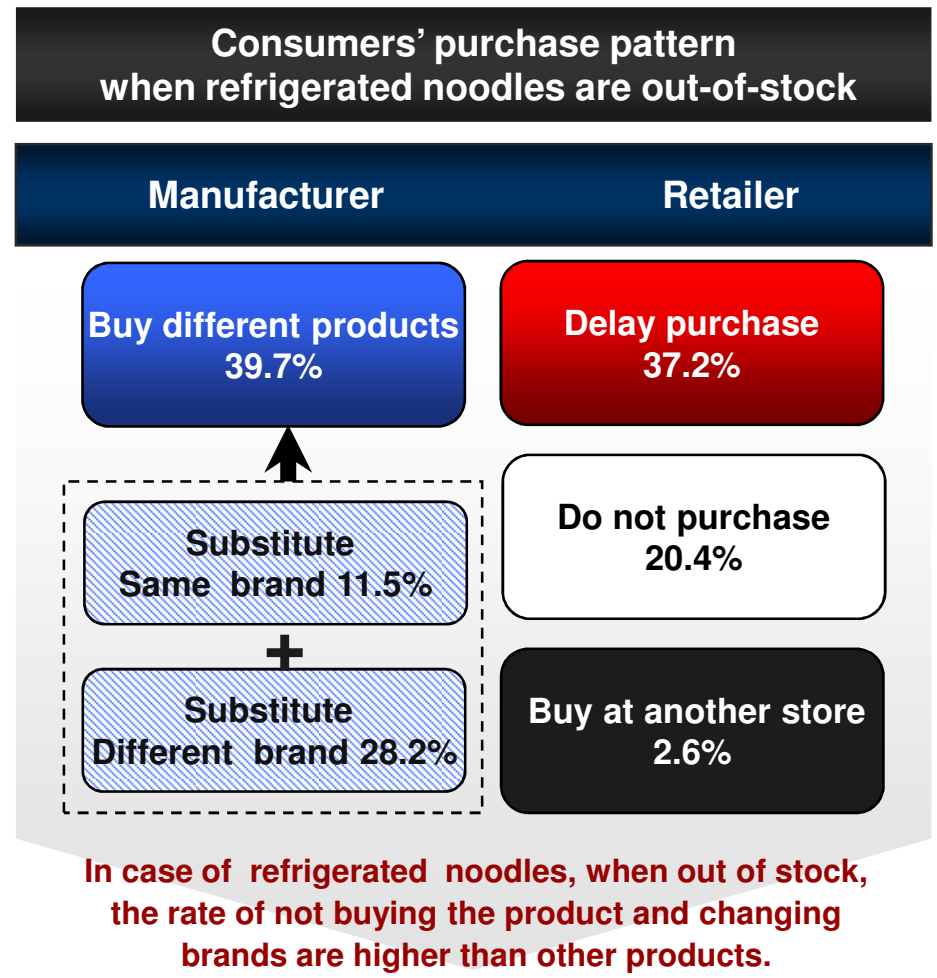 Consumers’ purchase pattern
when refrigerated noodles are out-of-stock
Manufacturer
Retailer
Buy different products
39.7%
Delay purchase
37.2%
Substitute
Same brand 11.5%
+
Substitute
Different brand 28.2%
Do not purchase
20.4%
Buy at another store
2.6%
In case of refrigerated noodles, when out of stock,
the rate of not buying the product and changing
brands are higher than other products.